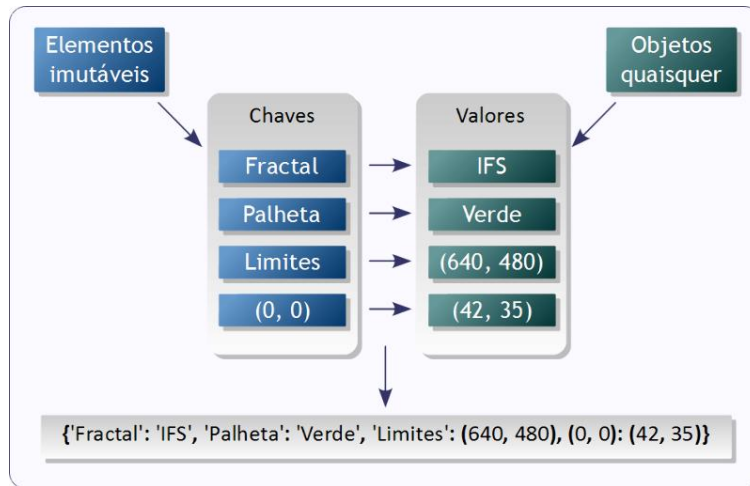 Elementos
imutáveis
Objetos
quaisquer
Chaves
Valores
Fractal
IFS
Palheta
Verde
Limites
(640, 480)
(0, 0)
(42, 35)
{'Fractal': 'IFS', 'Palheta': 'Verde', 'Limites': (640, 480), (0, 0): (42, 35)}